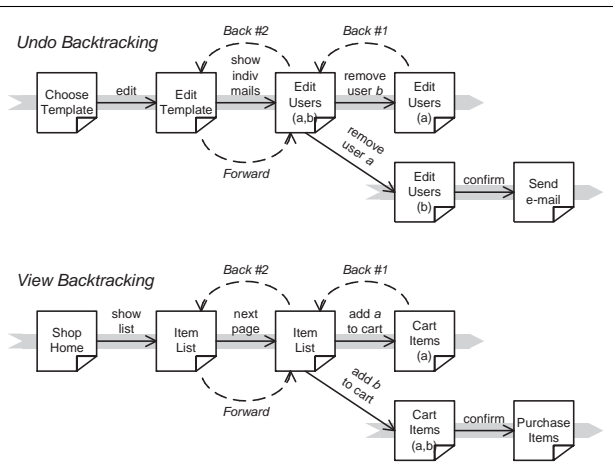 Undo Backtracking
Back #2
Back #1
Choose
Template
edit
Edit
Template
show
indiv
mails
Edit
Users
(a,b)
remove
user b
Edit
Users
(a)
Forward
remove
user a
Edit
Users
(b)
confirm
Send
e-mail
View Backtracking
Back #2
Back #1
Shop
Home
show
list
Item
List
next
page
Item
List
add a
to cart
Cart
Items
(a)
Forward
add b
to cart
Cart
Items
(a,b)
confirm
Purchase
Items